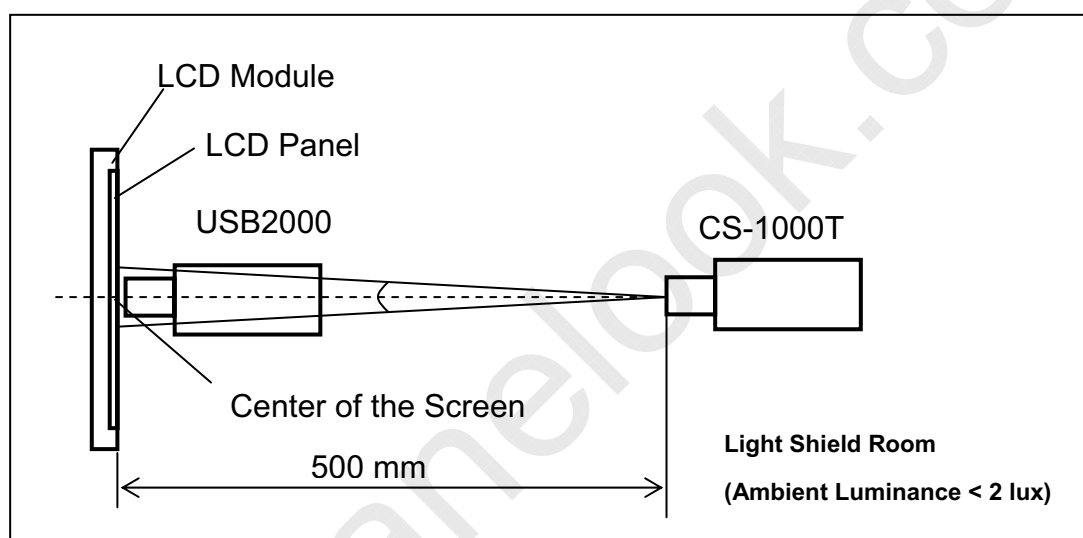 LCD Module
LCD Panel
USB2000
CS-1000T
Center of the Screen
500 mm
Light Shield Room
(Ambient Luminance < 2 lux)